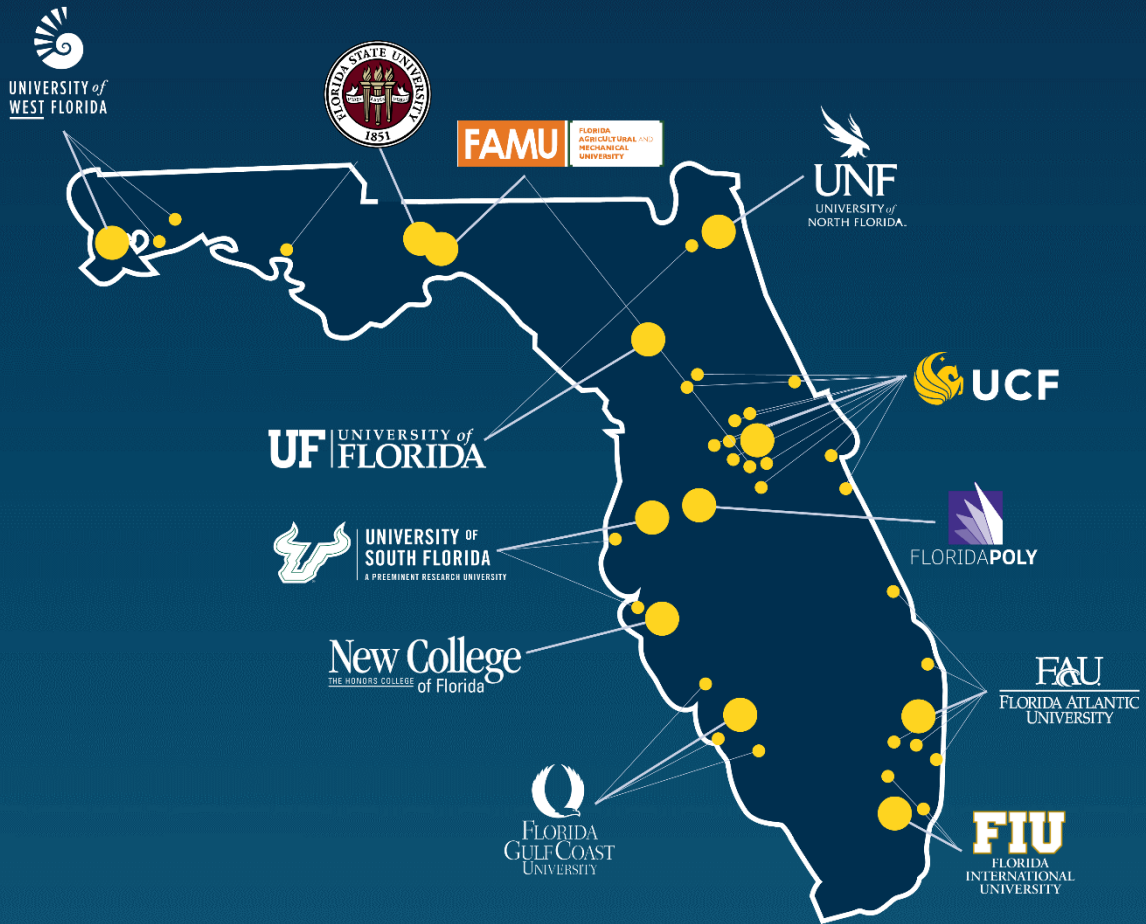 UNIVERSITY of
WEST FLORIDA
FLORIDA STATE UNIVERSITY
1851
FAMU
FLORIDA
AGRICULTURAL AND
MECHANICAL
UNIVERSITY
UNF
UNIVERSITY of
NORTH FLORIDA.
UCF
UF
UNIVERSITY of
FLORIDA
UNIVERSITY OF
SOUTH FLORIDA
A PREEMINENT RESEARCH UNIVERSITY
FLORIDAPOLY
New College
THE HONORS COLLEGE
of Florida
FAU
FLORIDA ATLANTIC
UNIVERSITY
FLORIDA
GULF COAST
UNIVERSITY
FIU
FLORIDA
INTERNATIONAL
UNIVERSITY